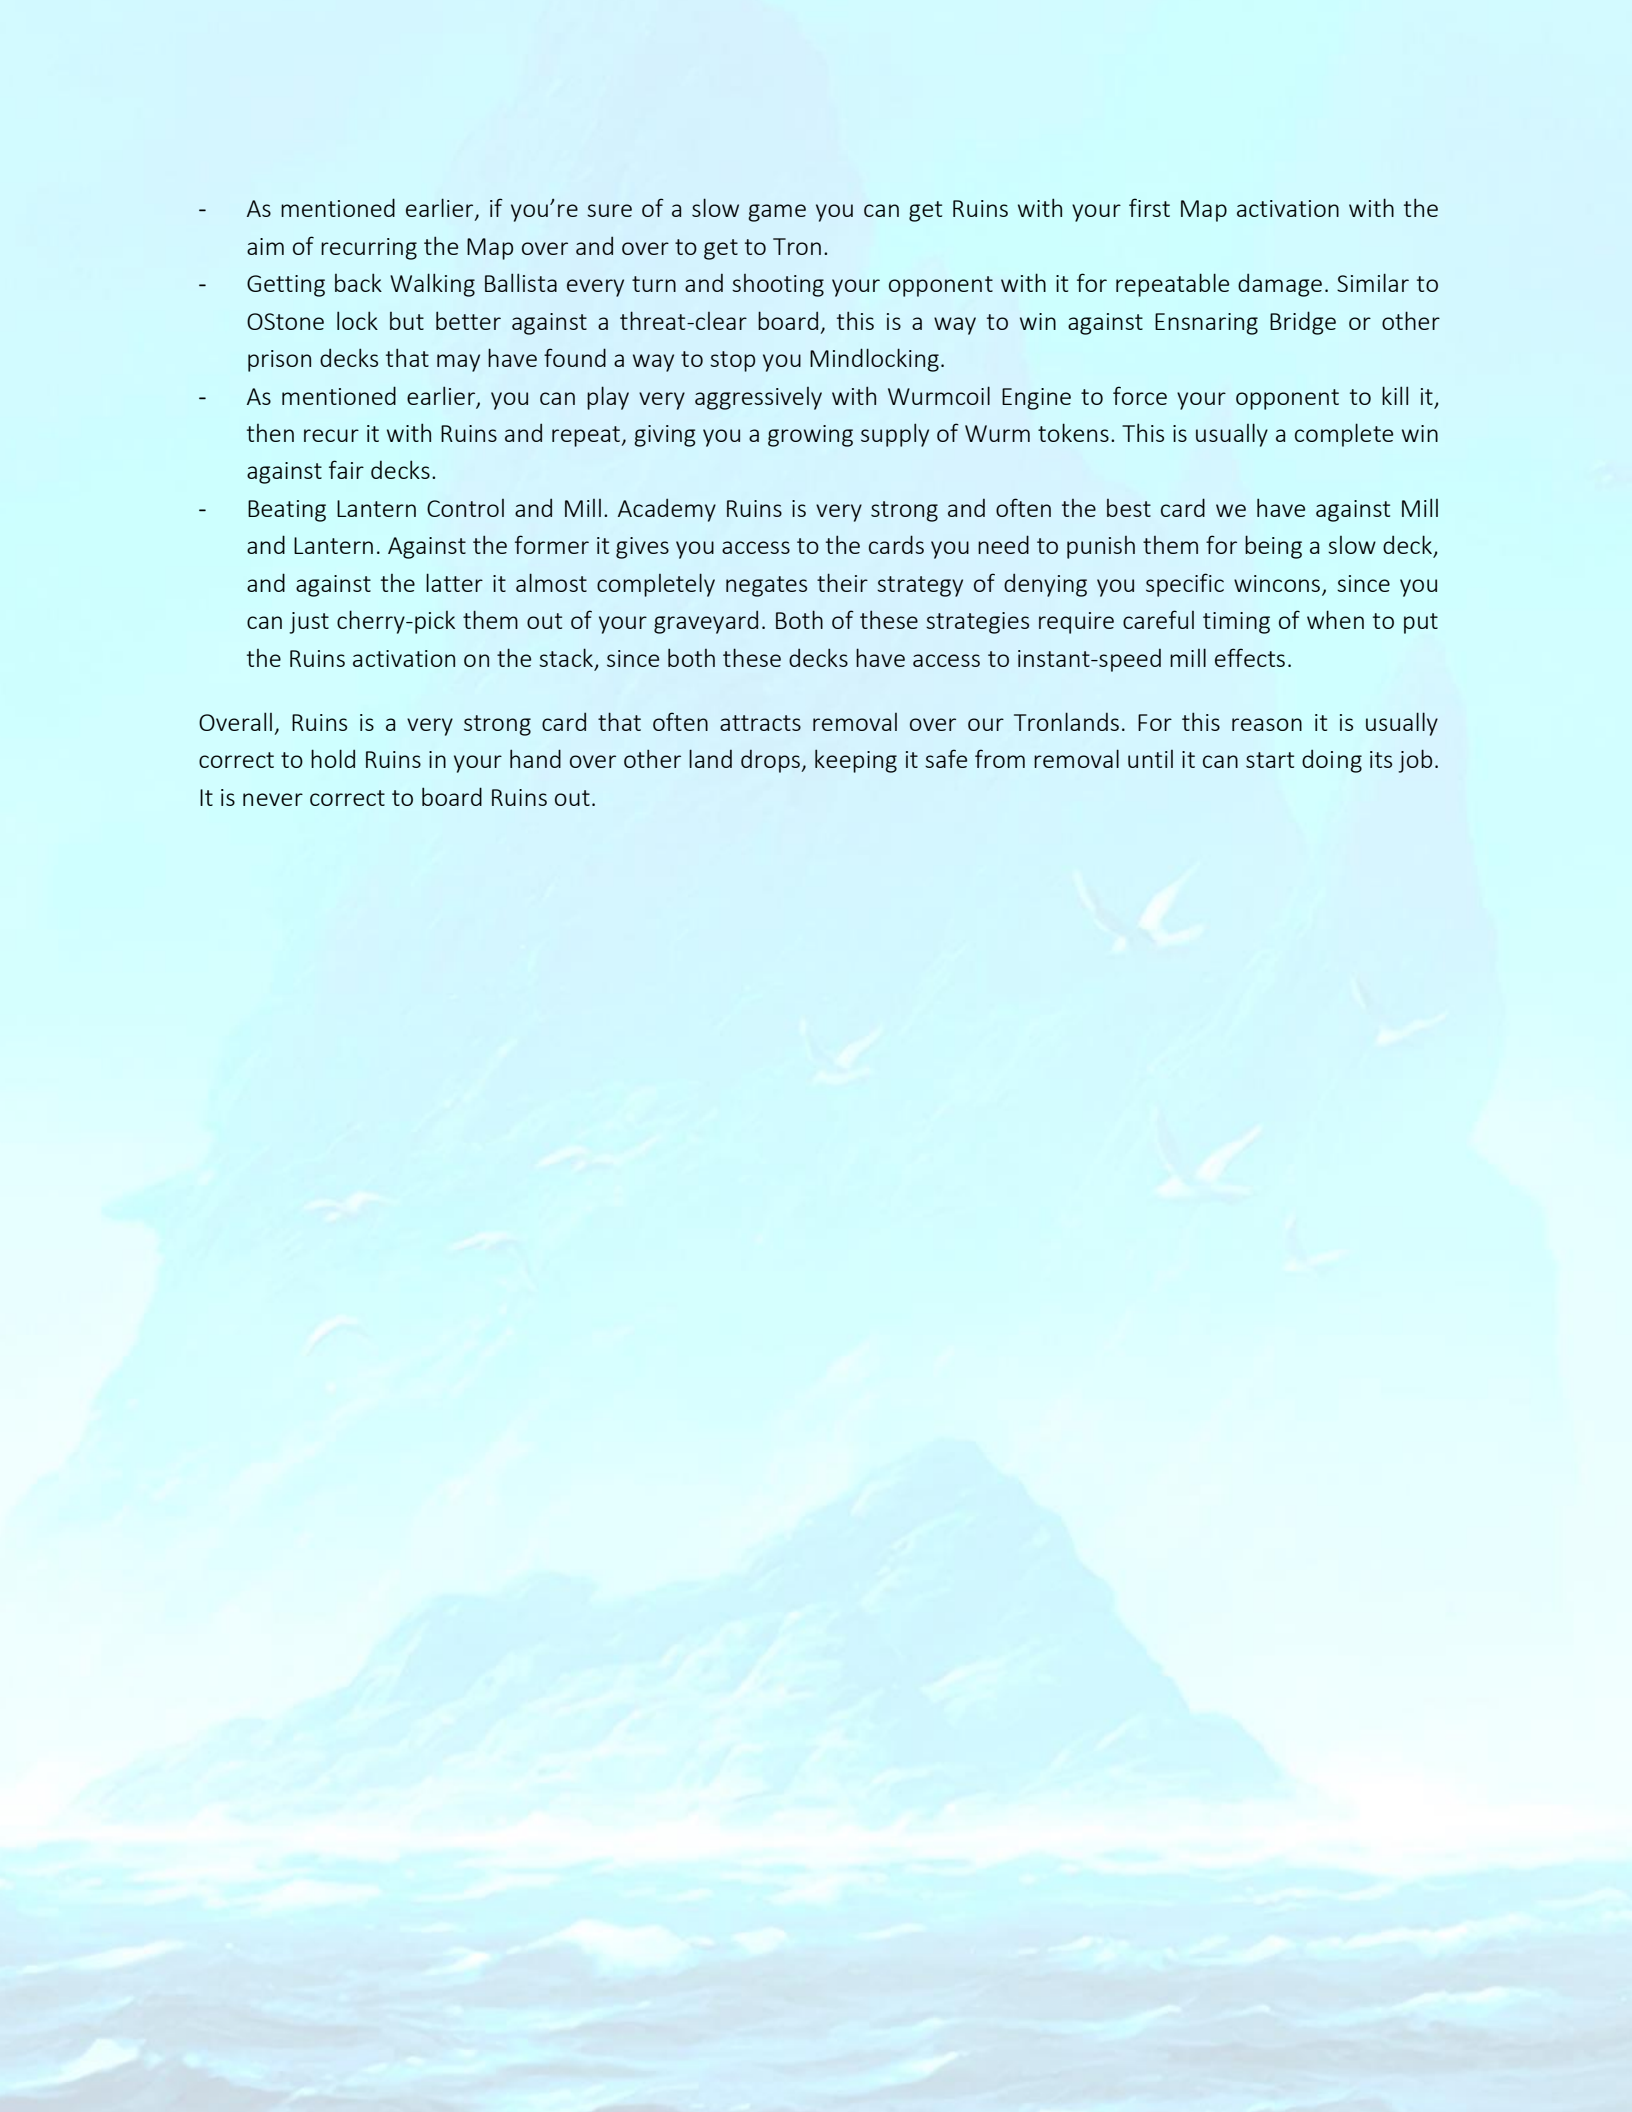 - As mentioned earlier, if you’re sure of a slow game you can get Ruins with your first Map activation with the
aim of recurring the Map over and over to get to Tron.
- Getting back Walking Ballista every turn and shooting your opponent with it for repeatable damage. Similar to
OStone lock but better against a threat-clear board, this is a way to win against Ensnaring Bridge or other
prison decks that may have found a way to stop you Mindlocking.
- As mentioned earlier, you can play very aggressively with Wurmcoil Engine to force your opponent to kill it,
then recur it with Ruins and repeat, giving you a growing supply of Wurm tokens. This is usually a complete win
against fair decks.
- Beating Lantern Control and Mill. Academy Ruins is very strong and often the best card we have against Mill
and Lantern. Against the former it gives you access to the cards you need to punish them for being a slow deck,
and against the latter it almost completely negates their strategy of denying you specific wincons, since you
can just cherry-pick them out of your graveyard. Both of these strategies require careful timing of when to put
the Ruins activation on the stack, since both these decks have access to instant-speed mill effects.
Overall, Ruins is a very strong card that often attracts removal over our Tronlands. For this reason it is usually
correct to hold Ruins in your hand over other land drops, keeping it safe from removal until it can start doing its job.
It is never correct to board Ruins out.